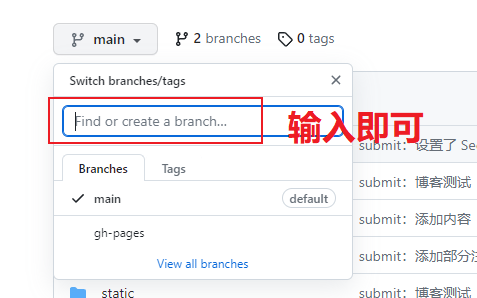 main 2 branches 0 tags
Switch branches/tags
Find or create a branch...
输入即可
submit：设置了 Se
Branches Tags
main default
submit：博客测试
submit：添加内容
gh-pages
submit：添加部分注
View all branches
static
submit：博客测试